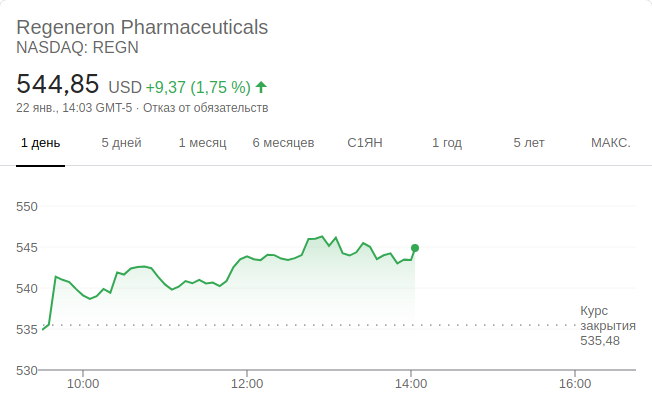 Regeneron Pharmaceuticals
NASDAQ: REGN
544,85 USD +9,37 (1,75 %)
22 янв., 14:03 GMT-5 · Отказ от обязательств
1 день 5 дней 1 месяц 6 месяцев С1ЯН 1 год 5 лет МАКС.
550
545
540
535
530
Курс
закрытия
535,48
10:00 12:00 14:00 16:00